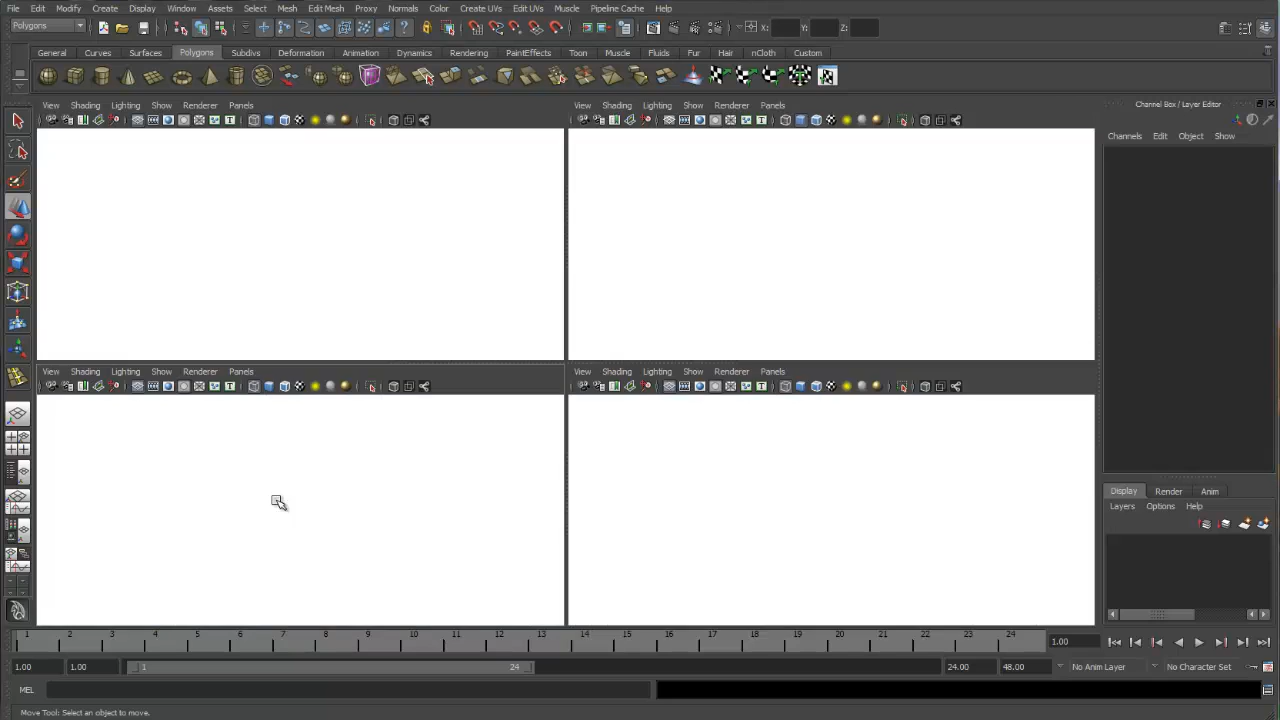 File Edit Modify Create Display Window Assets Select Mesh Edit Mesh Proxy Normals Color Create UVs Edit UVs Muscle Pipeline Cache Help
Polygons X: Y: Z:
General Curves Surfaces Polygons Subdivs Deformation Animation Dynamics Rendering PaintEffects Toon Muscle Fluids Fur Hair nCloth Custom
View Shading Lighting Show Renderer Panels
View Shading Lighting Show Renderer Panels
Channel Box / Layer Editor
Channels Edit Object Show
View Shading Lighting Show Renderer Panels
View Shading Lighting Show Renderer Panels
Display Render Anim
Layers Options Help
1 2 3 4 5 6 7 8 9 10 11 12 13 14 15 16 17 18 19 20 21 22 23 24 1.00
1.00 1.00 1 24 24.00 48.00 No Anim Layer No Character Set
MEL
Move Tool: Select an object to move.